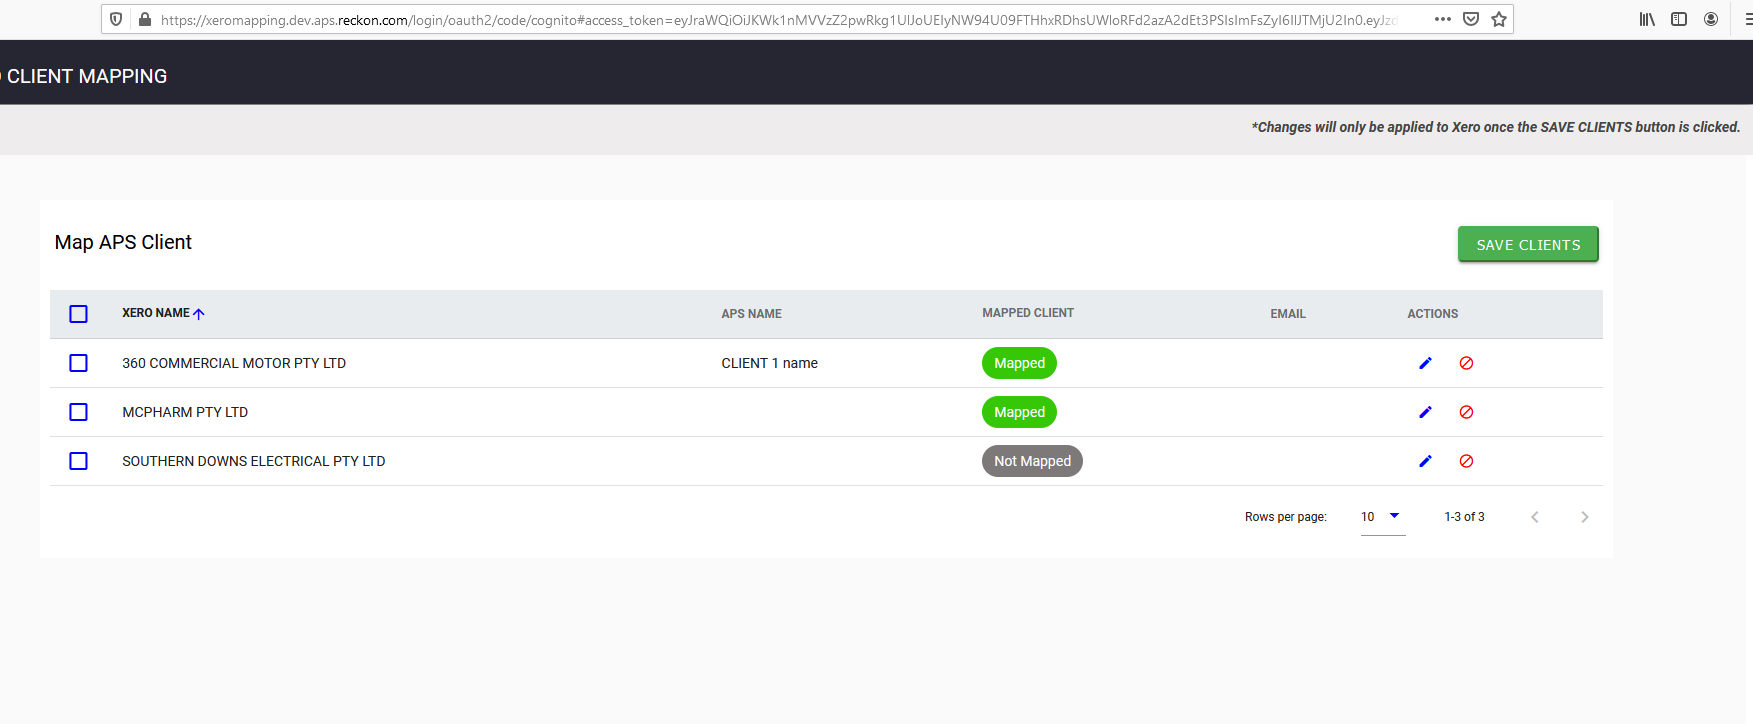 https://xeromapping.dev.aps.reckon.com/login/oauth2/code/cognito#access_token=
CLIENT MAPPING
*Changes will only be applied to Xero once the SAVE CLIENTS button is clicked.
Map APS Client
SAVE CLIENTS
XERO NAME APS NAME MAPPED CLIENT EMAIL ACTIONS
360 COMMERCIAL MOTOR PTY LTD CLIENT 1 name Mapped
MCPHARM PTY LTD Mapped
SOUTHERN DOWNS ELECTRICAL PTY LTD Not Mapped
Rows per page: 10 1-3 of 3